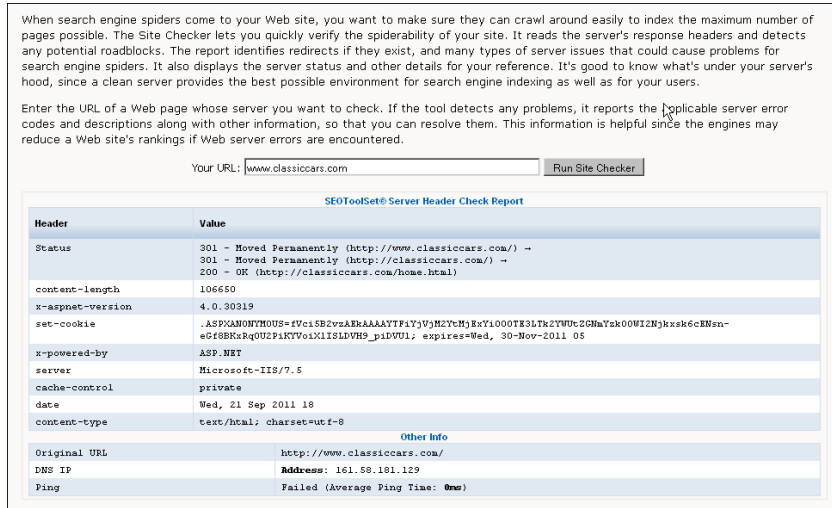 When search engine spiders come to your Web site, you want to make sure they can crawl around easily to index the maximum number of
pages possible. The Site Checker lets you quickly verify the spiderability of your site. It reads the server's response headers and detects
any potential roadblocks. The report identifies redirects if they exist, and many types of server issues that could cause problems for
search engine spiders. It also displays the server status and other details for your reference. It's good to know what's under your server's
hood, since a clean server provides the best possible environment for search engine indexing as well as for your users.
Enter the URL of a Web page whose server you want to check. If the tool detects any problems, it reports the applicable server error
codes and descriptions along with other information, so that you can resolve them. This information is helpful since the engines may
reduce a Web site's rankings if Web server errors are encountered.
Your URL: www.classiccars.com Run Site Checker
SEOToolSet® Server Header Check Report
Header Value
Status 301 - Moved Permanently (http://www.classiccars.com/) →
301 - Moved Permanently (http://classiccars.com/) →
200 - OK (http://classiccars.com/home.html)
content-length 106650
x-aspnet-version 4.0.30319
set-cookie
expires=Wed, 30-Nov-2011 05
x-powered-by ASP.NET
server Microsoft-IIS/7.5
cache-control private
date Wed, 21 Sep 2011 18
content-type text/html; charset=utf-8
Other Info
Original URL http://www.classiccars.com/
DNS IP Address: 161.58.181.129
Ping Failed (Average Ping Time: 0ms)